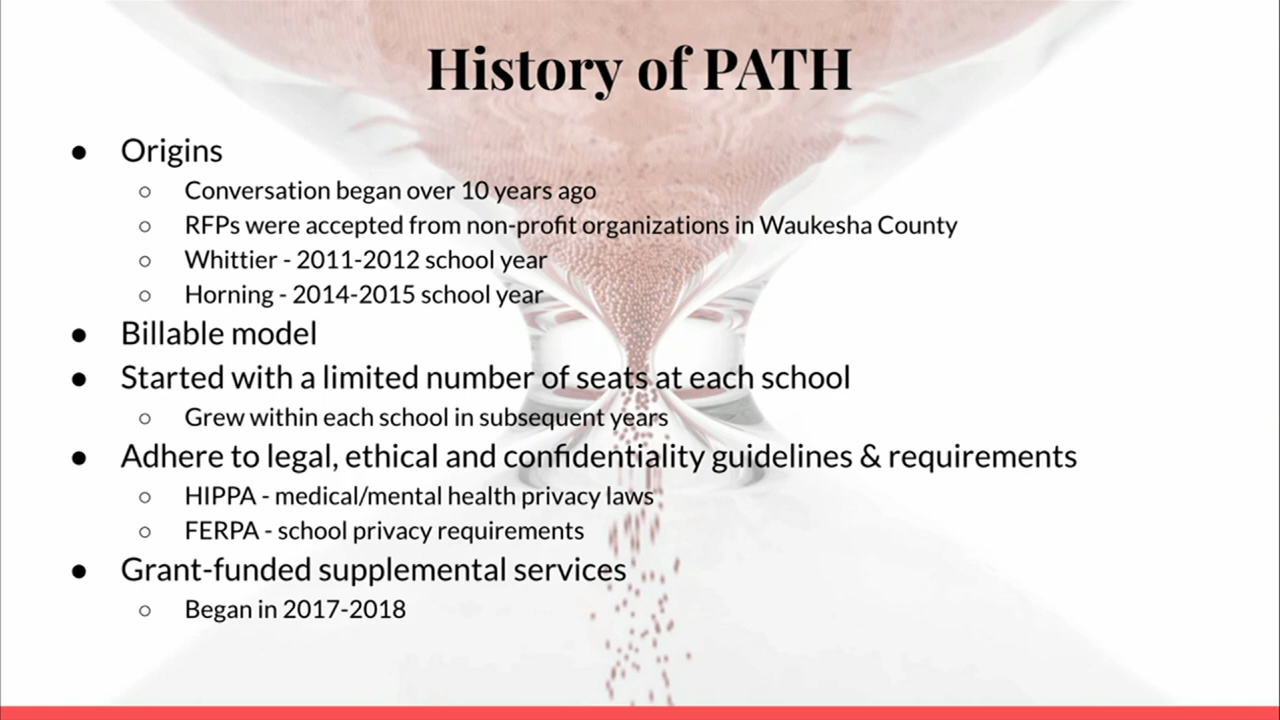 History of PATH
● Origins
○ Conversation began over 10 years ago
○ RFPs were accepted from non-profit organizations in Waukesha County
○ Whittier - 2011-2012 school year
○ Horning - 2014-2015 school year
● Billable model
● Started with a limited number of seats at each school
○ Grew within each school in subsequent years
● Adhere to legal, ethical and confidentiality guidelines & requirements
○ HIPPA - medical/mental health privacy laws
○ FERPA - school privacy requirements
● Grant-funded supplemental services
○ Began in 2017-2018